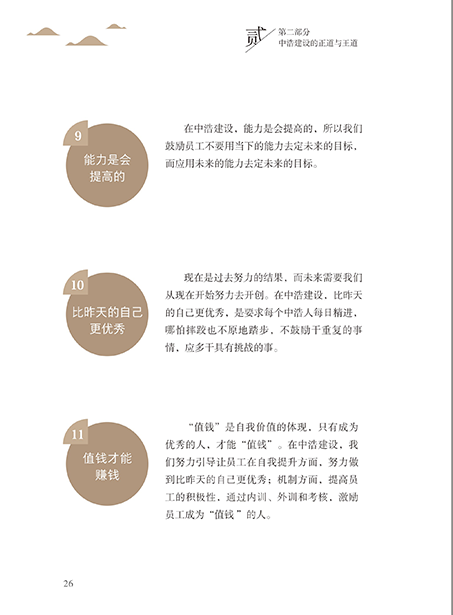 贰
第二部分
中浩建设的正道与王道
9
能力是会
提高的
在中浩建设，能力是会提高的，所以我们
鼓励员工不要用当下的能力去定未来的目标，
而应用未来的能力去定未来的目标。
10
比昨天的自己
更优秀
现在是过去努力的结果，而未来需要我们
从现在开始努力去开创。在中浩建设，比昨天
的自己更优秀，是要求每个中浩人每日精进，
哪怕摔跤也不原地踏步，不鼓励干重复的事
情，应多干具有挑战的事。
11
值钱才能
赚钱
“值钱”是自我价值的体现，只有成为
优秀的人，才能“值钱”。在中浩建设，我
们努力引导让员工在自我提升方面，努力做
到比昨天的自己更优秀；机制方面，提高员
工的积极性，通过内训、外训和考核，激励
员工成为“值钱”的人。
26